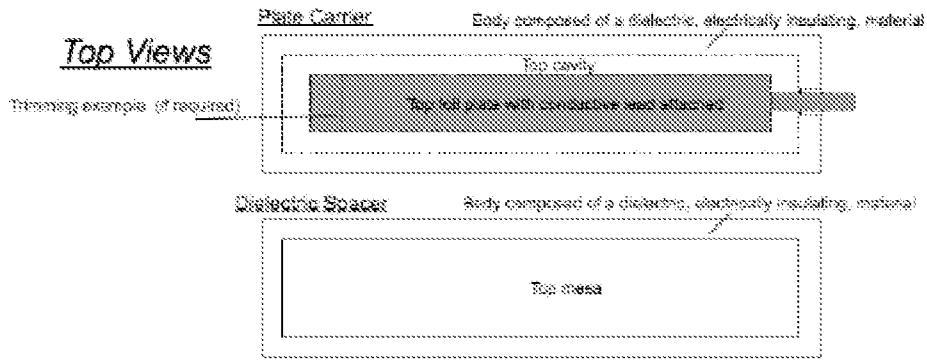 Plate Carrier
Body composed of a dielectric, electrically insulating, material
Top Views
Top cavity
Trimming example (if required)
Top foil plate with conductive lead attached
Dielectric Spacer
Body composed of a dielectric, electrically insulating, material
Top mesa